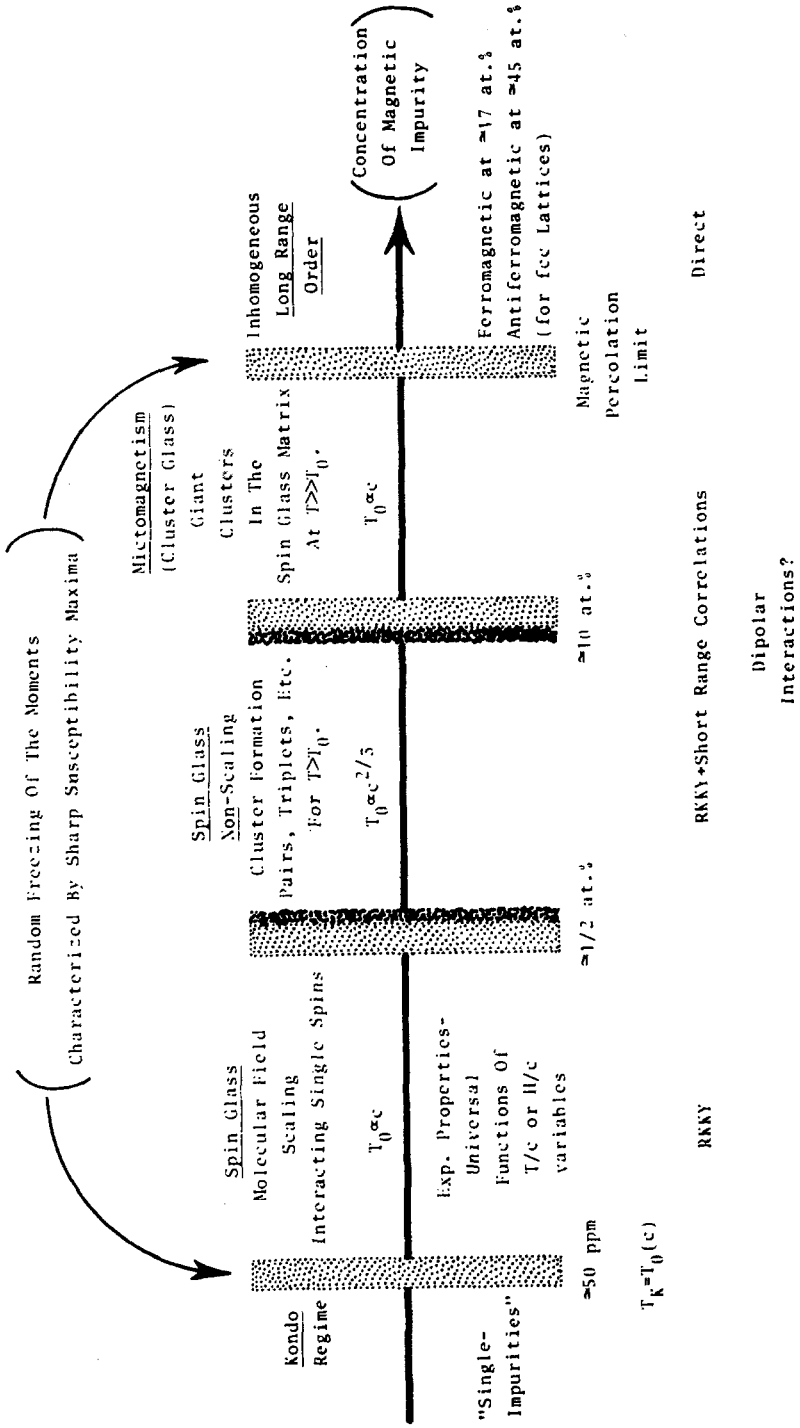 Random Freezing Of The Moments
Characterized By Sharp Susceptibility Maxima
Kondo
Regime
"Single-
Impurities"
≃50 ppm
T_K=T_0(c)
Spin Glass
Molecular Field
Scaling
Interacting Single Spins
T_0∝c
Exp. Properties-
Universal
Functions Of
T/c or H/c
variables
RKKY
≃1/2 at.%
Spin Glass
Non-Scaling
Cluster Formation
Pairs, Triplets, Etc.
For T>T_0.
T_0∝c^2/3
RKKY+Short Range Correlations
Dipolar
Interactions?
≃10 at.%
Mictomagnetism
(Cluster Glass)
Giant
Clusters
In The
Spin Glass Matrix
At T>>T_0.
T_0∝c
Magnetic
Percolation
Limit
Inhomogeneous
Long Range
Order
(Concentration
Of Magnetic
Impurity)
Ferromagnetic at ≃17 at.%
Antiferromagnetic at ≃45 at.%
(for fcc Lattices)
Direct